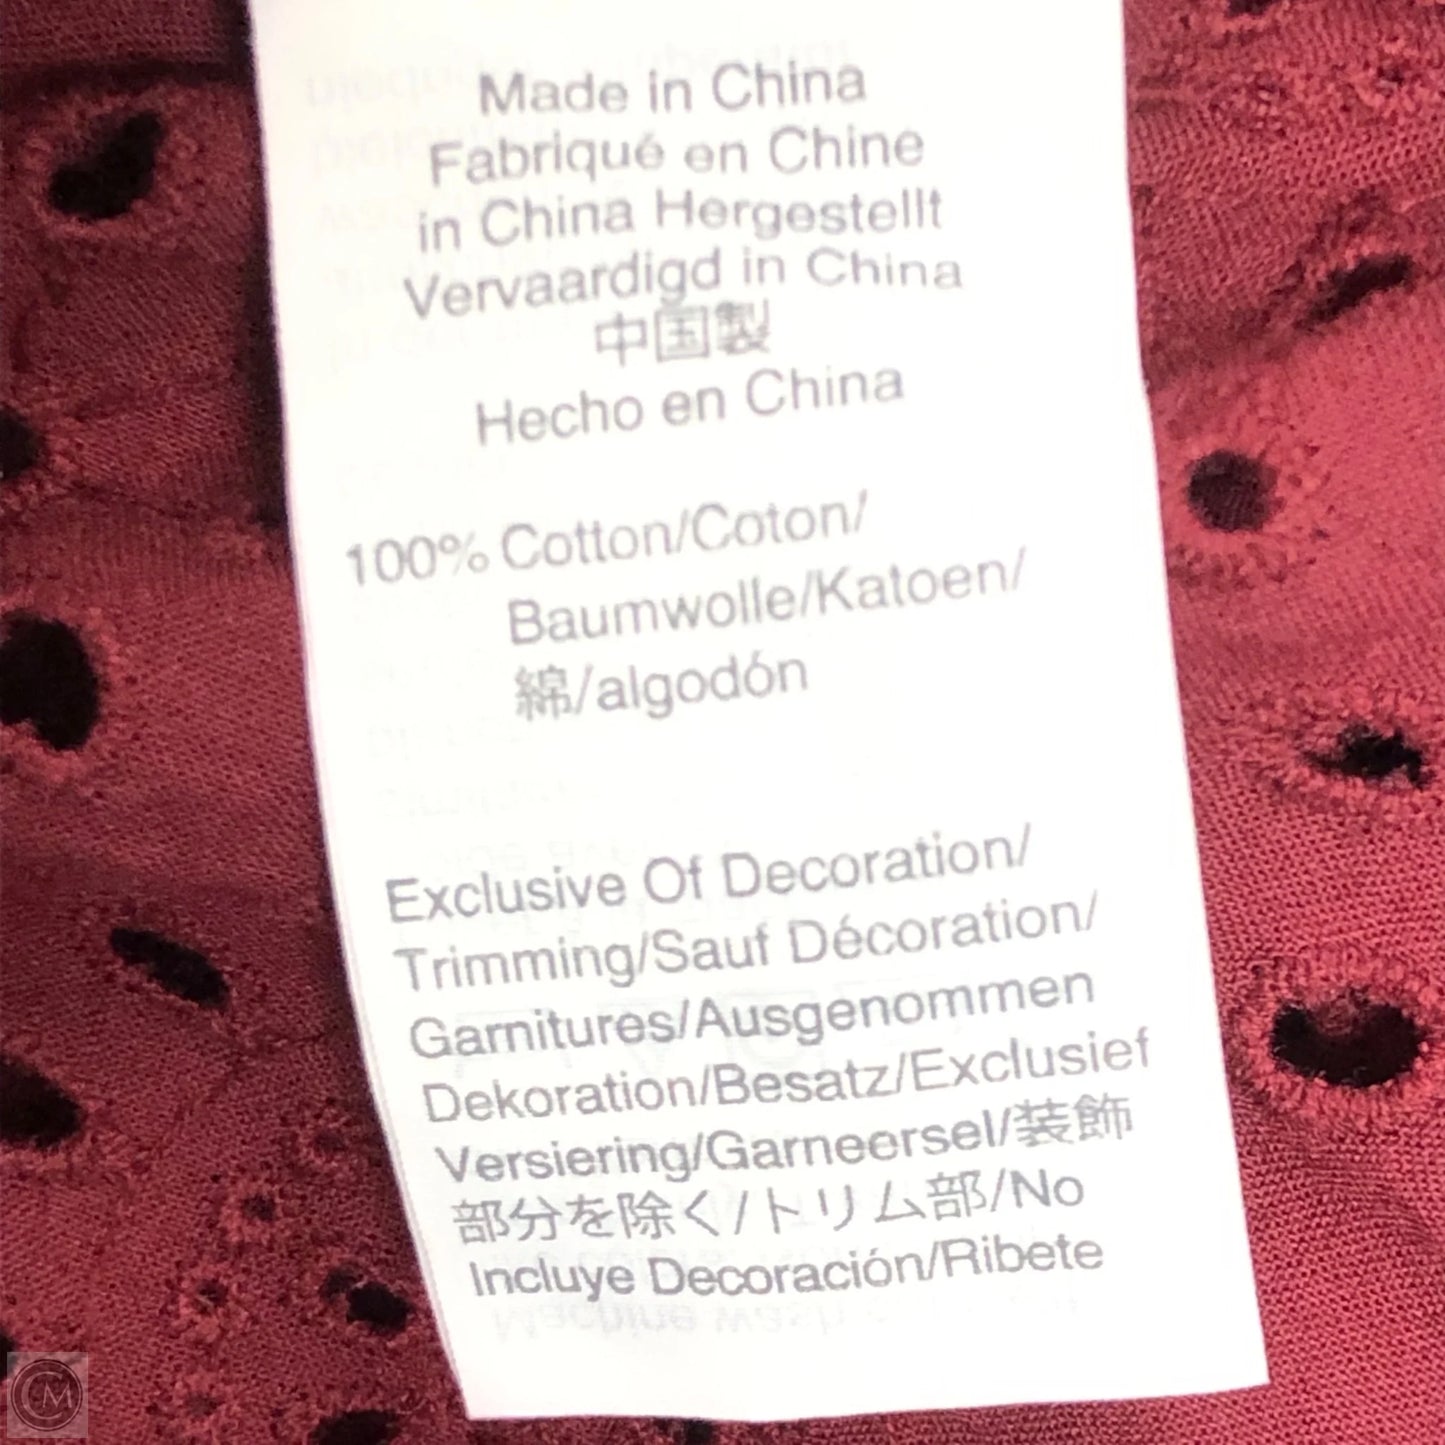 Made in China
Fabriqué en Chine
in China Hergestellt
Vervaardigd in China
中国製
Hecho en China
100% Cotton/Coton/
Baumwolle/Katoen/
綿/algodón
Exclusive Of Decoration/
Trimming/Sauf Décoration/
Garnitures/Ausgenommen
Dekoration/Besatz/Exclusief
Versiering/Garneersel/装飾
部分を除く/トリム部/No
Incluye Decoración/Ribete
CM